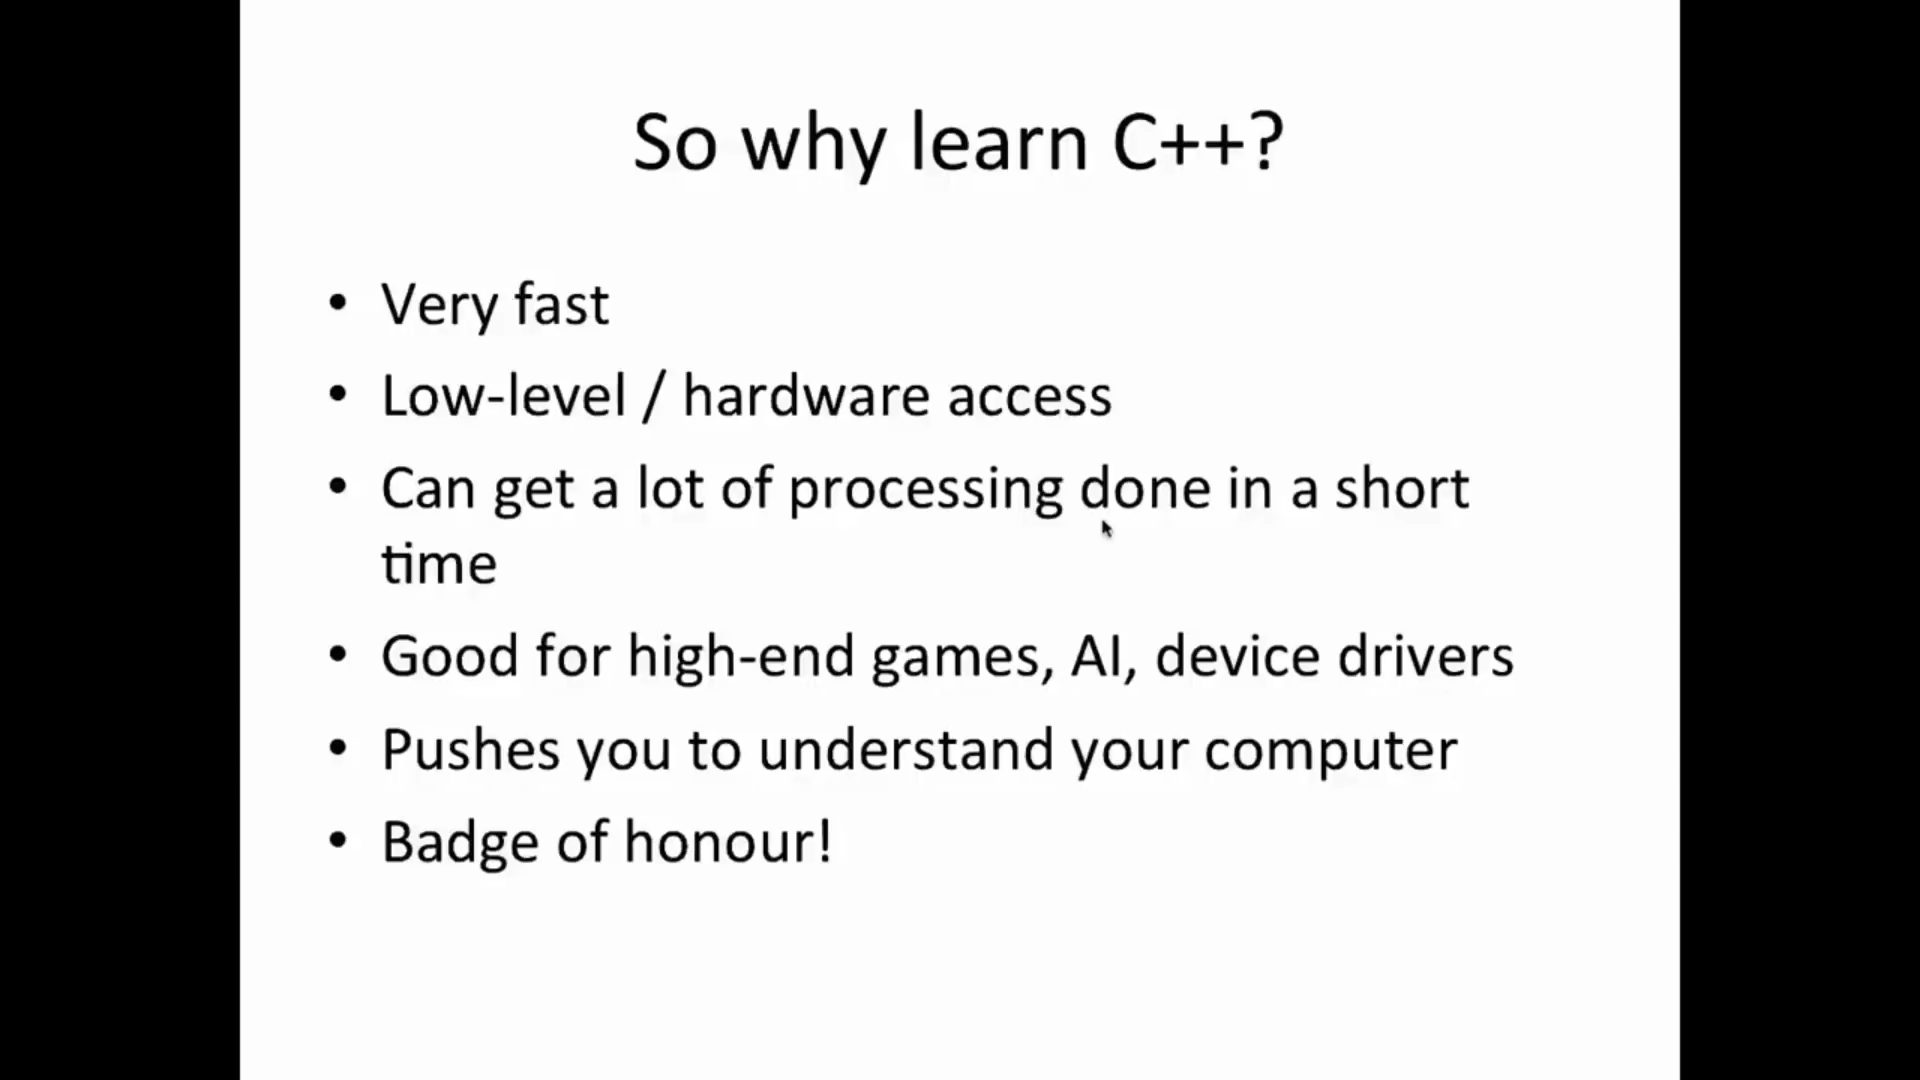 So why learn C++?
• Very fast
• Low-level / hardware access
• Can get a lot of processing done in a short
time
• Good for high-end games, AI, device drivers
• Pushes you to understand your computer
• Badge of honour!